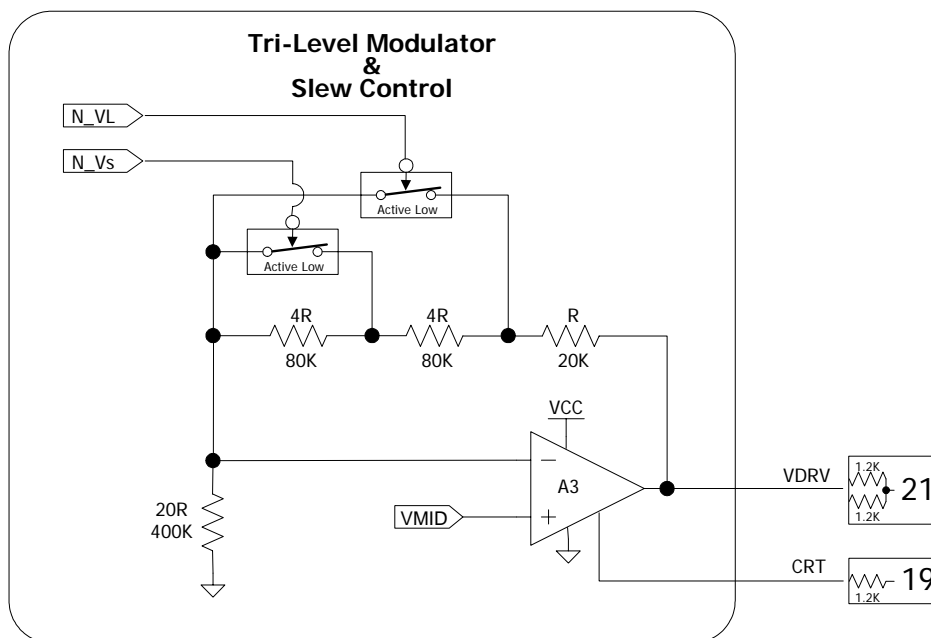 Tri-Level Modulator
&
Slew Control
N_VL
N_Vs
Active Low
Active Low
4R
4R
R
80K
80K
20K
VCC
A3
20R
400K
VMID
VDRV
1.2K
21
1.2K
CRT
19
1.2K